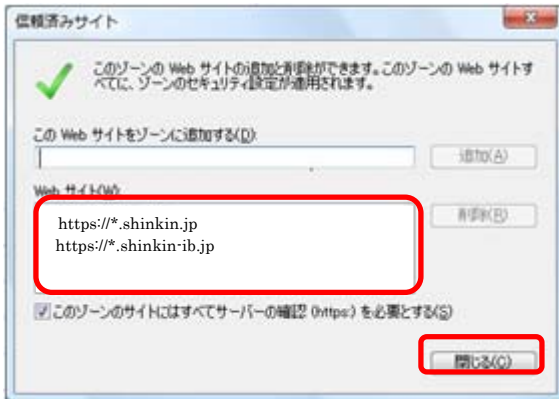 信頼済みサイト
このゾーンの Web サイトの追加と削除ができます。このゾーンの Web サイトす
べてに、ゾーンのセキュリティ設定が適用されます。
この Web サイトをゾーンに追加する(D):
追加(A)
Web サイト(W):
削除(R)
https://*.shinkin.jp
https://*.shinkin-ib.jp
このゾーンのサイトにはすべてサーバーの確認 (https:) を必要とする(S)
閉じる(C)